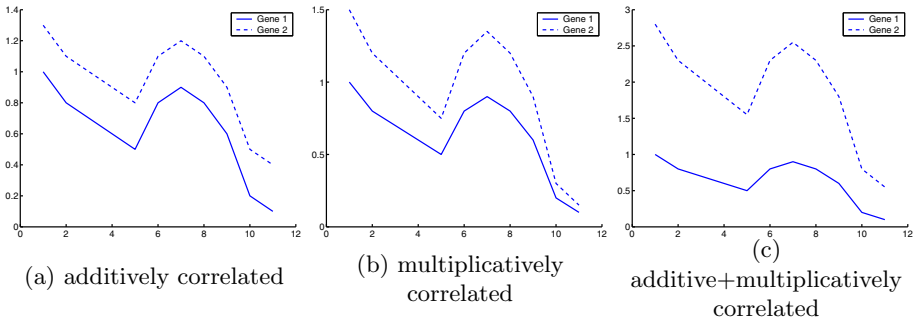 1.4
1.2
1
0.8
0.6
0.4
0.2
0
0 2 4 6 8 10 12
Gene 1
Gene 2
(a) additively correlated
1.5
1
0.5
0
0 2 4 6 8 10 12
Gene 1
Gene 2
(b) multiplicatively
correlated
3
2.5
2
1.5
1
0.5
0
0 2 4 6 8 10 12
Gene 1
Gene 2
(c)
additive+multiplicatively
correlated